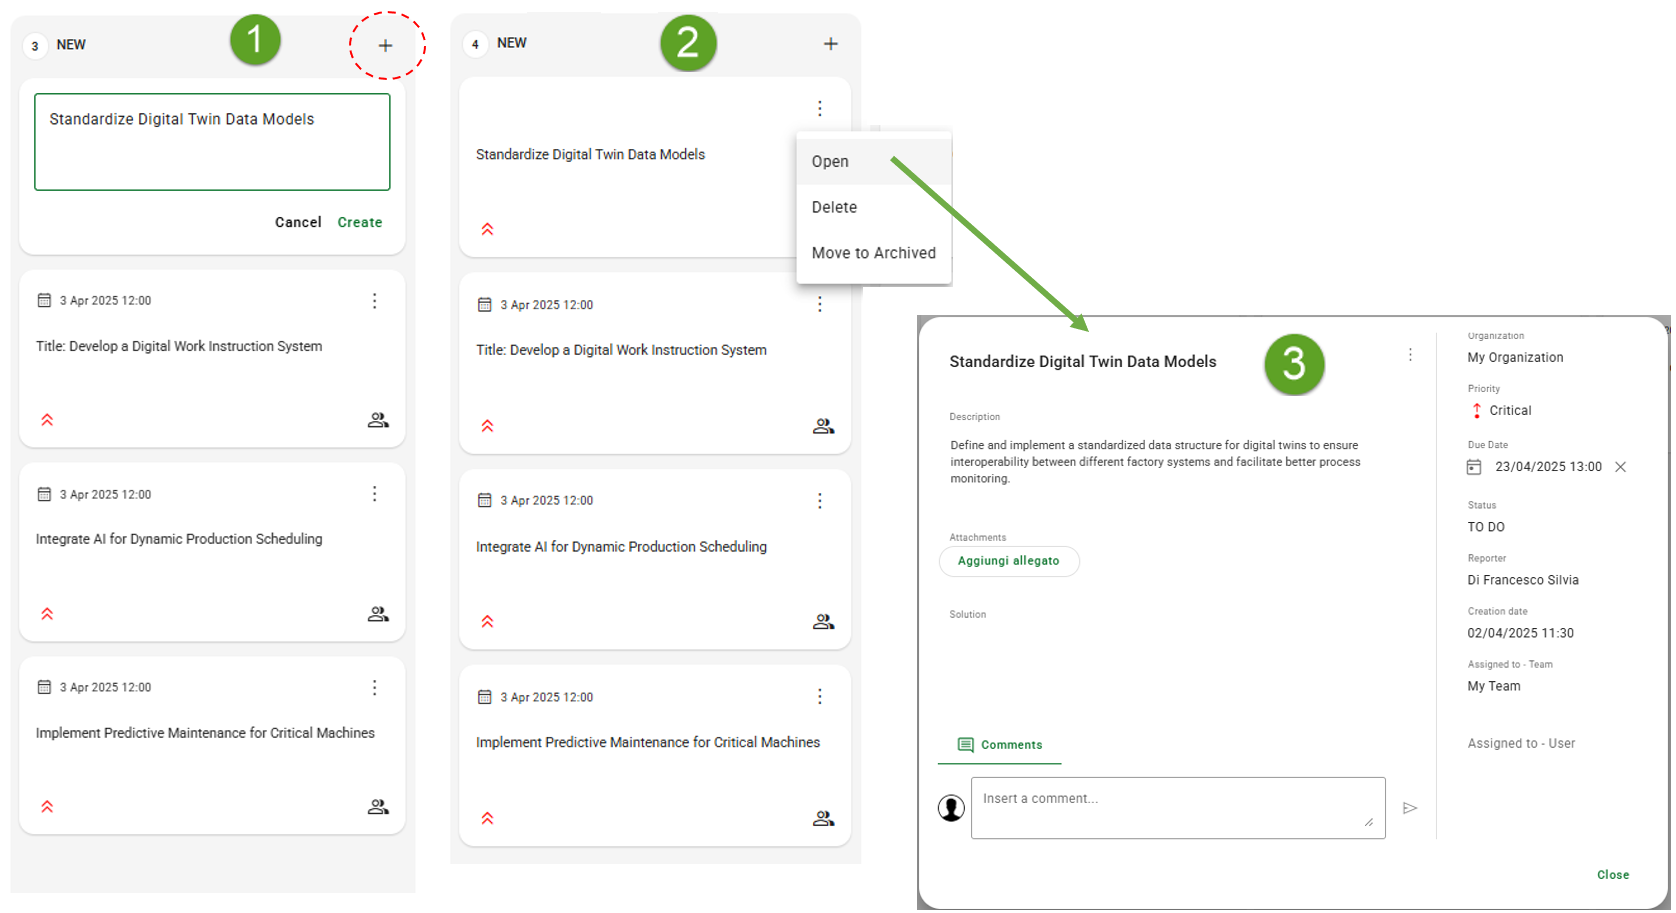 3 NEW
1
+
Standardize Digital Twin Data Models
Cancel Create
3 Apr 2025 12:00
Title: Develop a Digital Work Instruction System
3 Apr 2025 12:00
Integrate AI for Dynamic Production Scheduling
3 Apr 2025 12:00
Implement Predictive Maintenance for Critical Machines
4 NEW
2
+
Standardize Digital Twin Data Models
Open
Delete
Move to Archived
3 Apr 2025 12:00
Title: Develop a Digital Work Instruction System
3 Apr 2025 12:00
Integrate AI for Dynamic Production Scheduling
3 Apr 2025 12:00
Implement Predictive Maintenance for Critical Machines
Standardize Digital Twin Data Models
3
Description
Define and implement a standardized data structure for digital twins to ensure
interoperability between different factory systems and facilitate better process
monitoring.
Attachments
Aggiungi allegato
Solution
Comments
Insert a comment...
Organization
My Organization
Priority
Critical
Due Date
23/04/2025 13:00
Status
TO DO
Reporter
Di Francesco Silvia
Creation date
02/04/2025 11:30
Assigned to - Team
My Team
Assigned to - User
Close